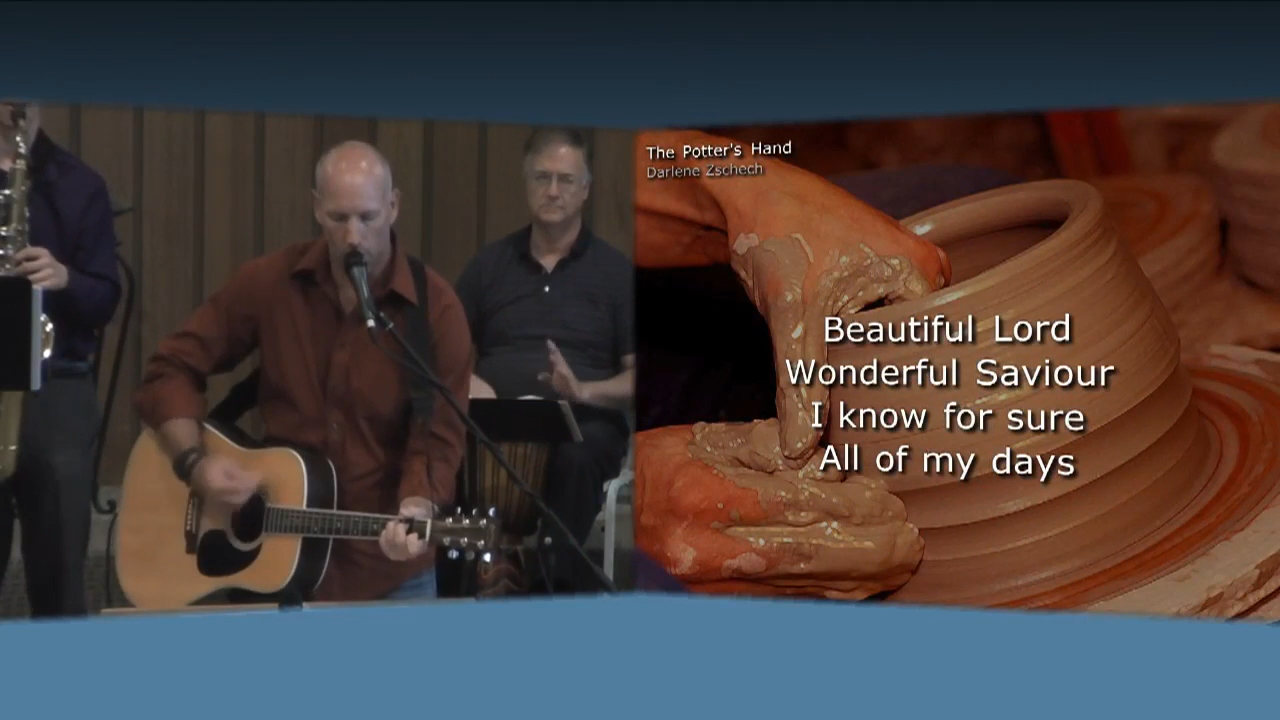 The Potter's Hand
Darlene Zschech
Beautiful Lord
Wonderful Saviour
I know for sure
All of my days